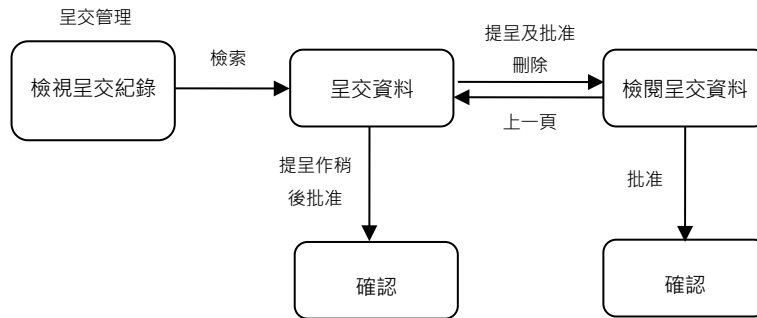 呈交管理
檢視呈交紀錄
檢索
呈交資料
提呈及批准
刪除
上一頁
檢閱呈交資料
提呈作稍
後批准
批准
確認
確認